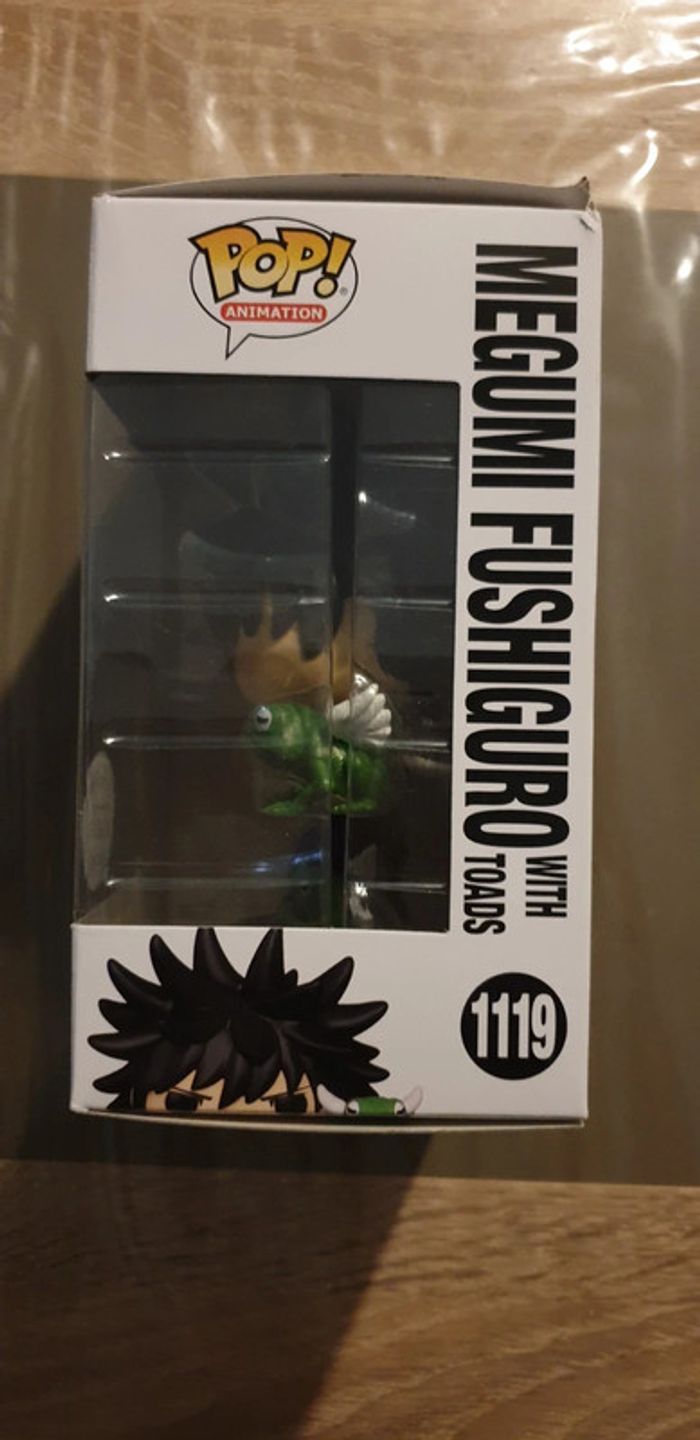 POP!
ANIMATION
MEGUMI FUSHIGURO WITH
TOADS
1119